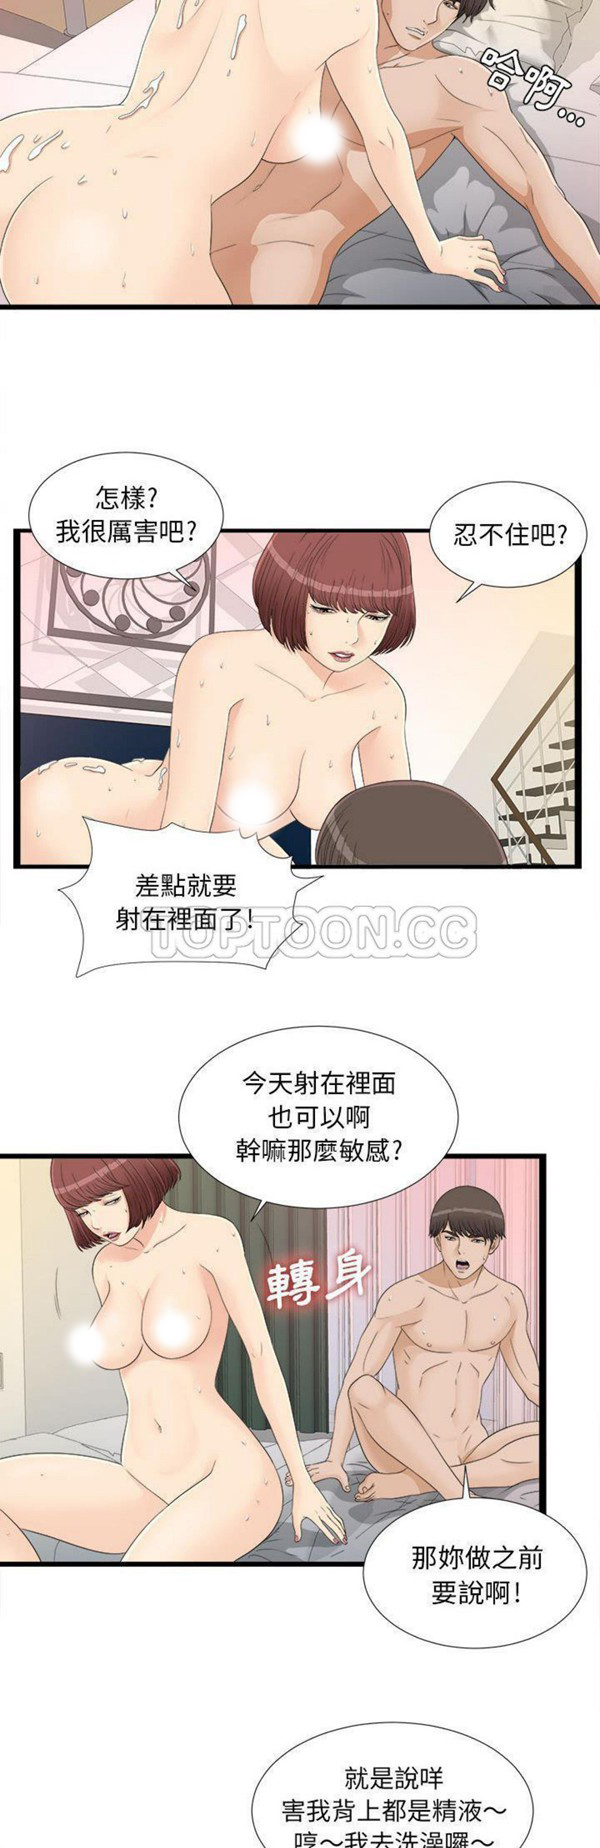 哈啊...
怎樣?
我很厲害吧?
忍不住吧?
差點就要
射在裡面了!
TOPTOON.CC
今天射在裡面
也可以啊
幹嘛那麼敏感?
轉身
那妳做之前
要說啊!
就是說咩
害我背上都是精液～
哼～我去洗澡囉～